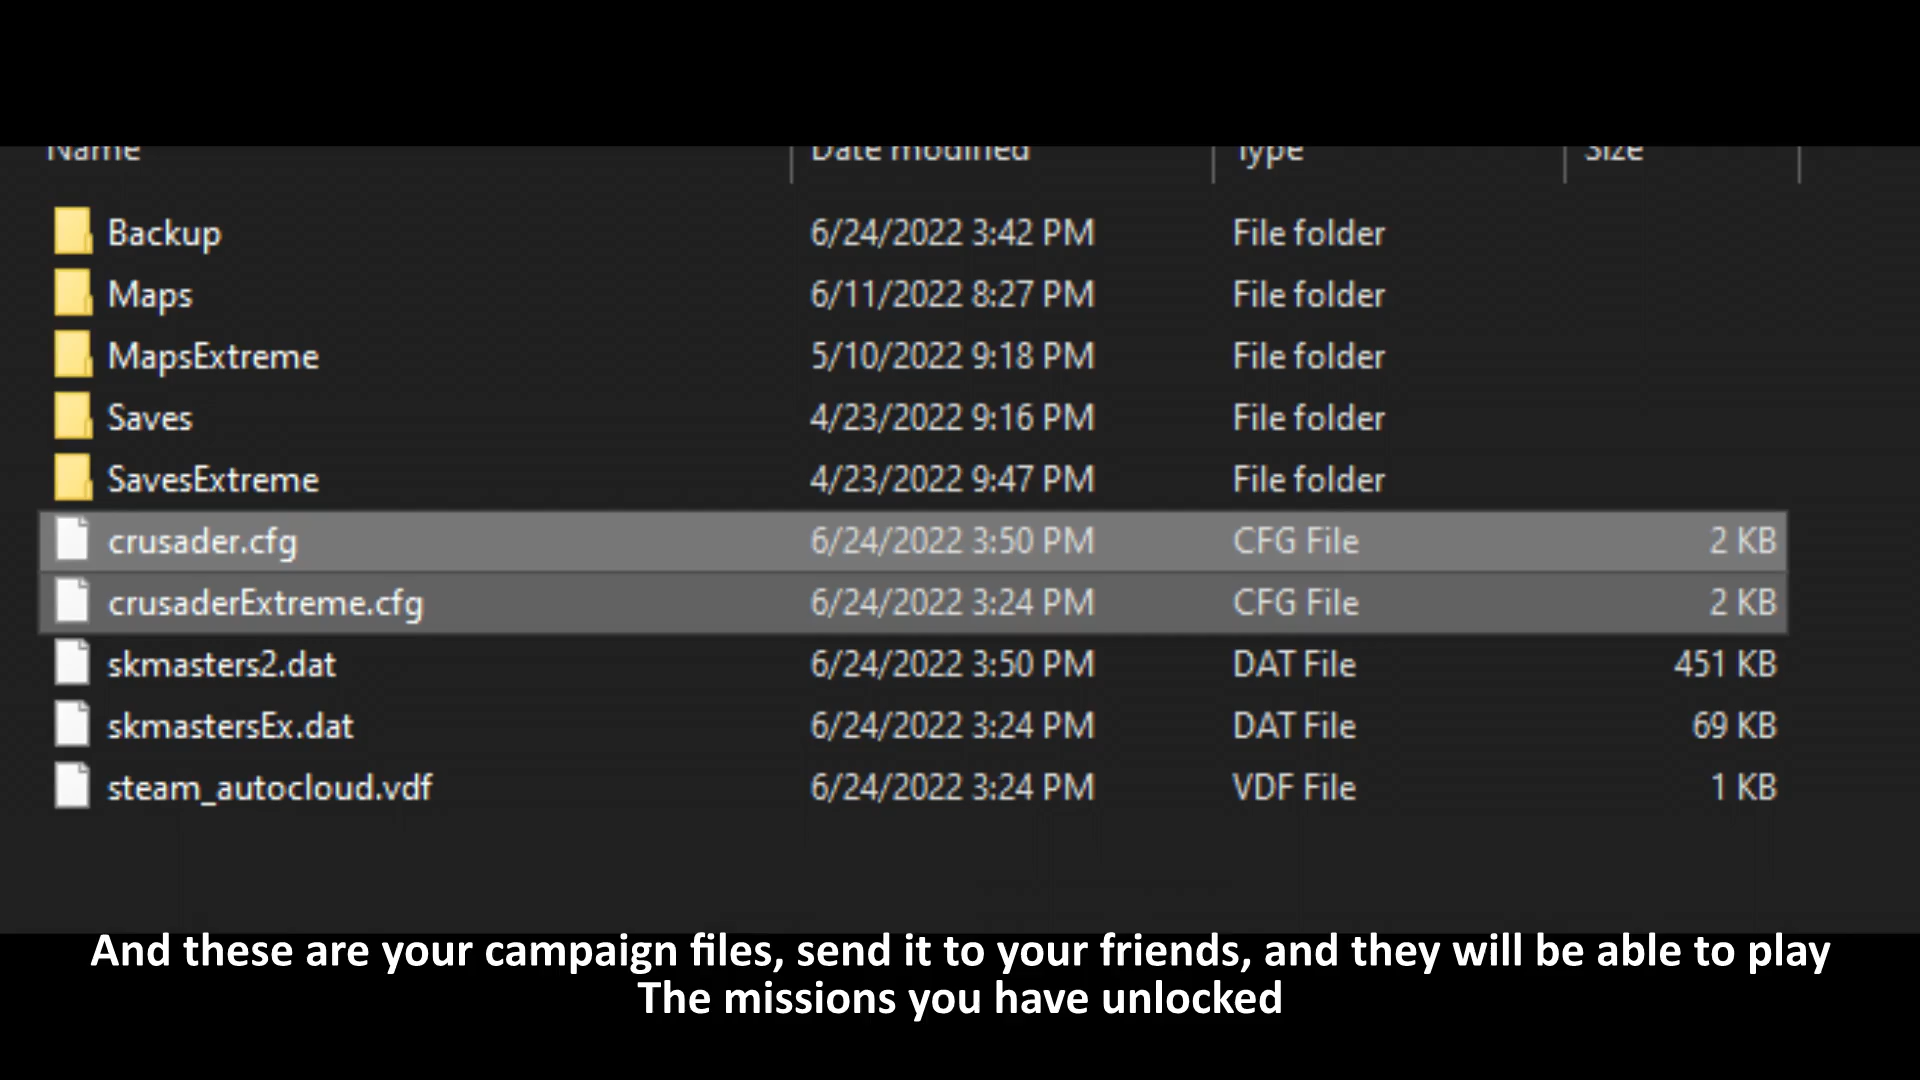 Name Date modified Type Size
Backup 6/24/2022 3:42 PM File folder
Maps 6/11/2022 8:27 PM File folder
MapsExtreme 5/10/2022 9:18 PM File folder
Saves 4/23/2022 9:16 PM File folder
SavesExtreme 4/23/2022 9:47 PM File folder
crusader.cfg 6/24/2022 3:50 PM CFG File 2 KB
crusaderExtreme.cfg 6/24/2022 3:24 PM CFG File 2 KB
skmasters2.dat 6/24/2022 3:50 PM DAT File 451 KB
skmastersEx.dat 6/24/2022 3:24 PM DAT File 69 KB
steam_autocloud.vdf 6/24/2022 3:24 PM VDF File 1 KB
And these are your campaign files, send it to your friends, and they will be able to play
The missions you have unlocked